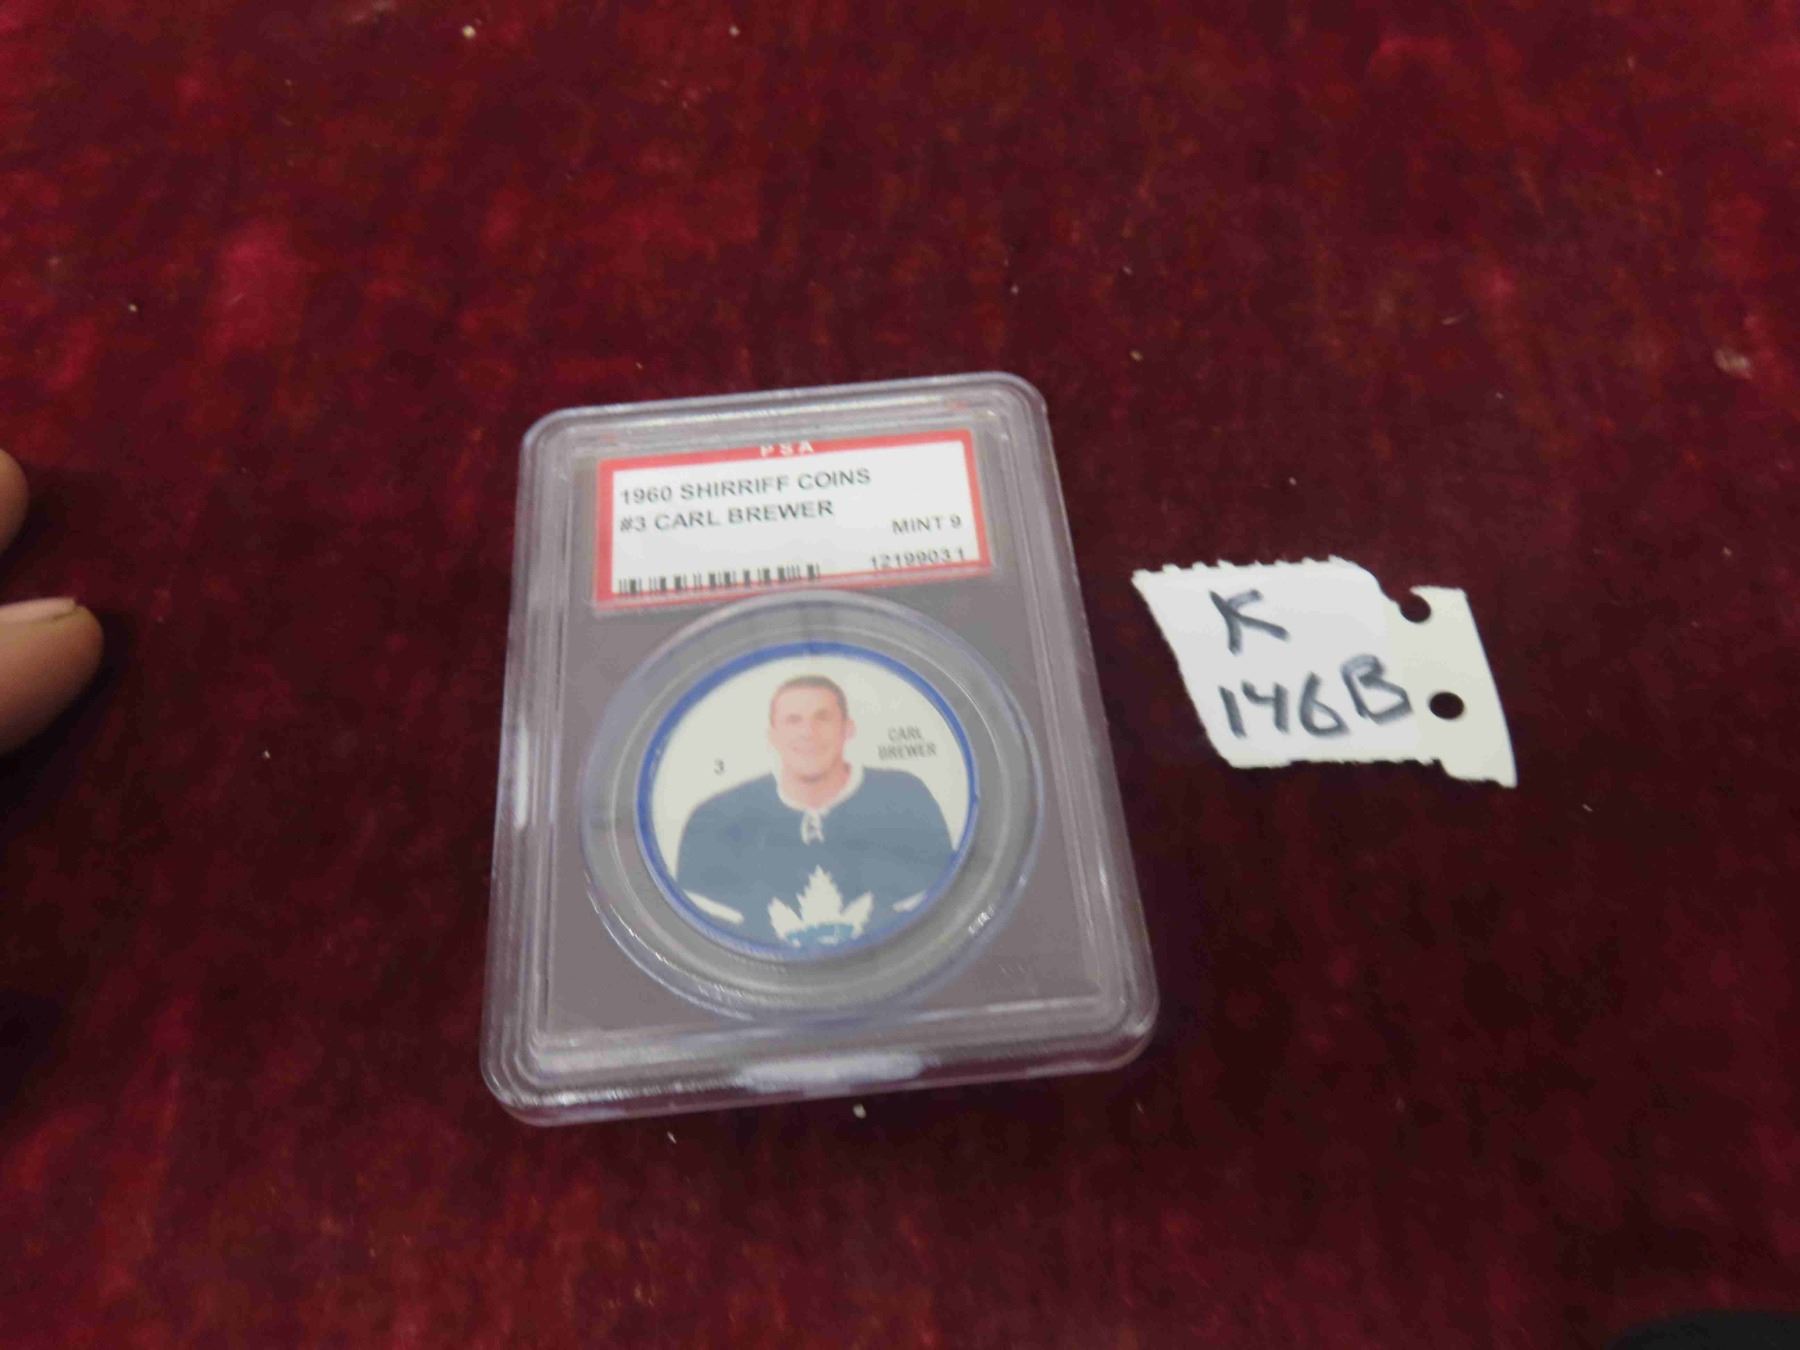 PSA
1960 SHIRRIFF COINS
#3 CARL BREWER
MINT 9
12199031
3
CARL
BREWER
K
146B